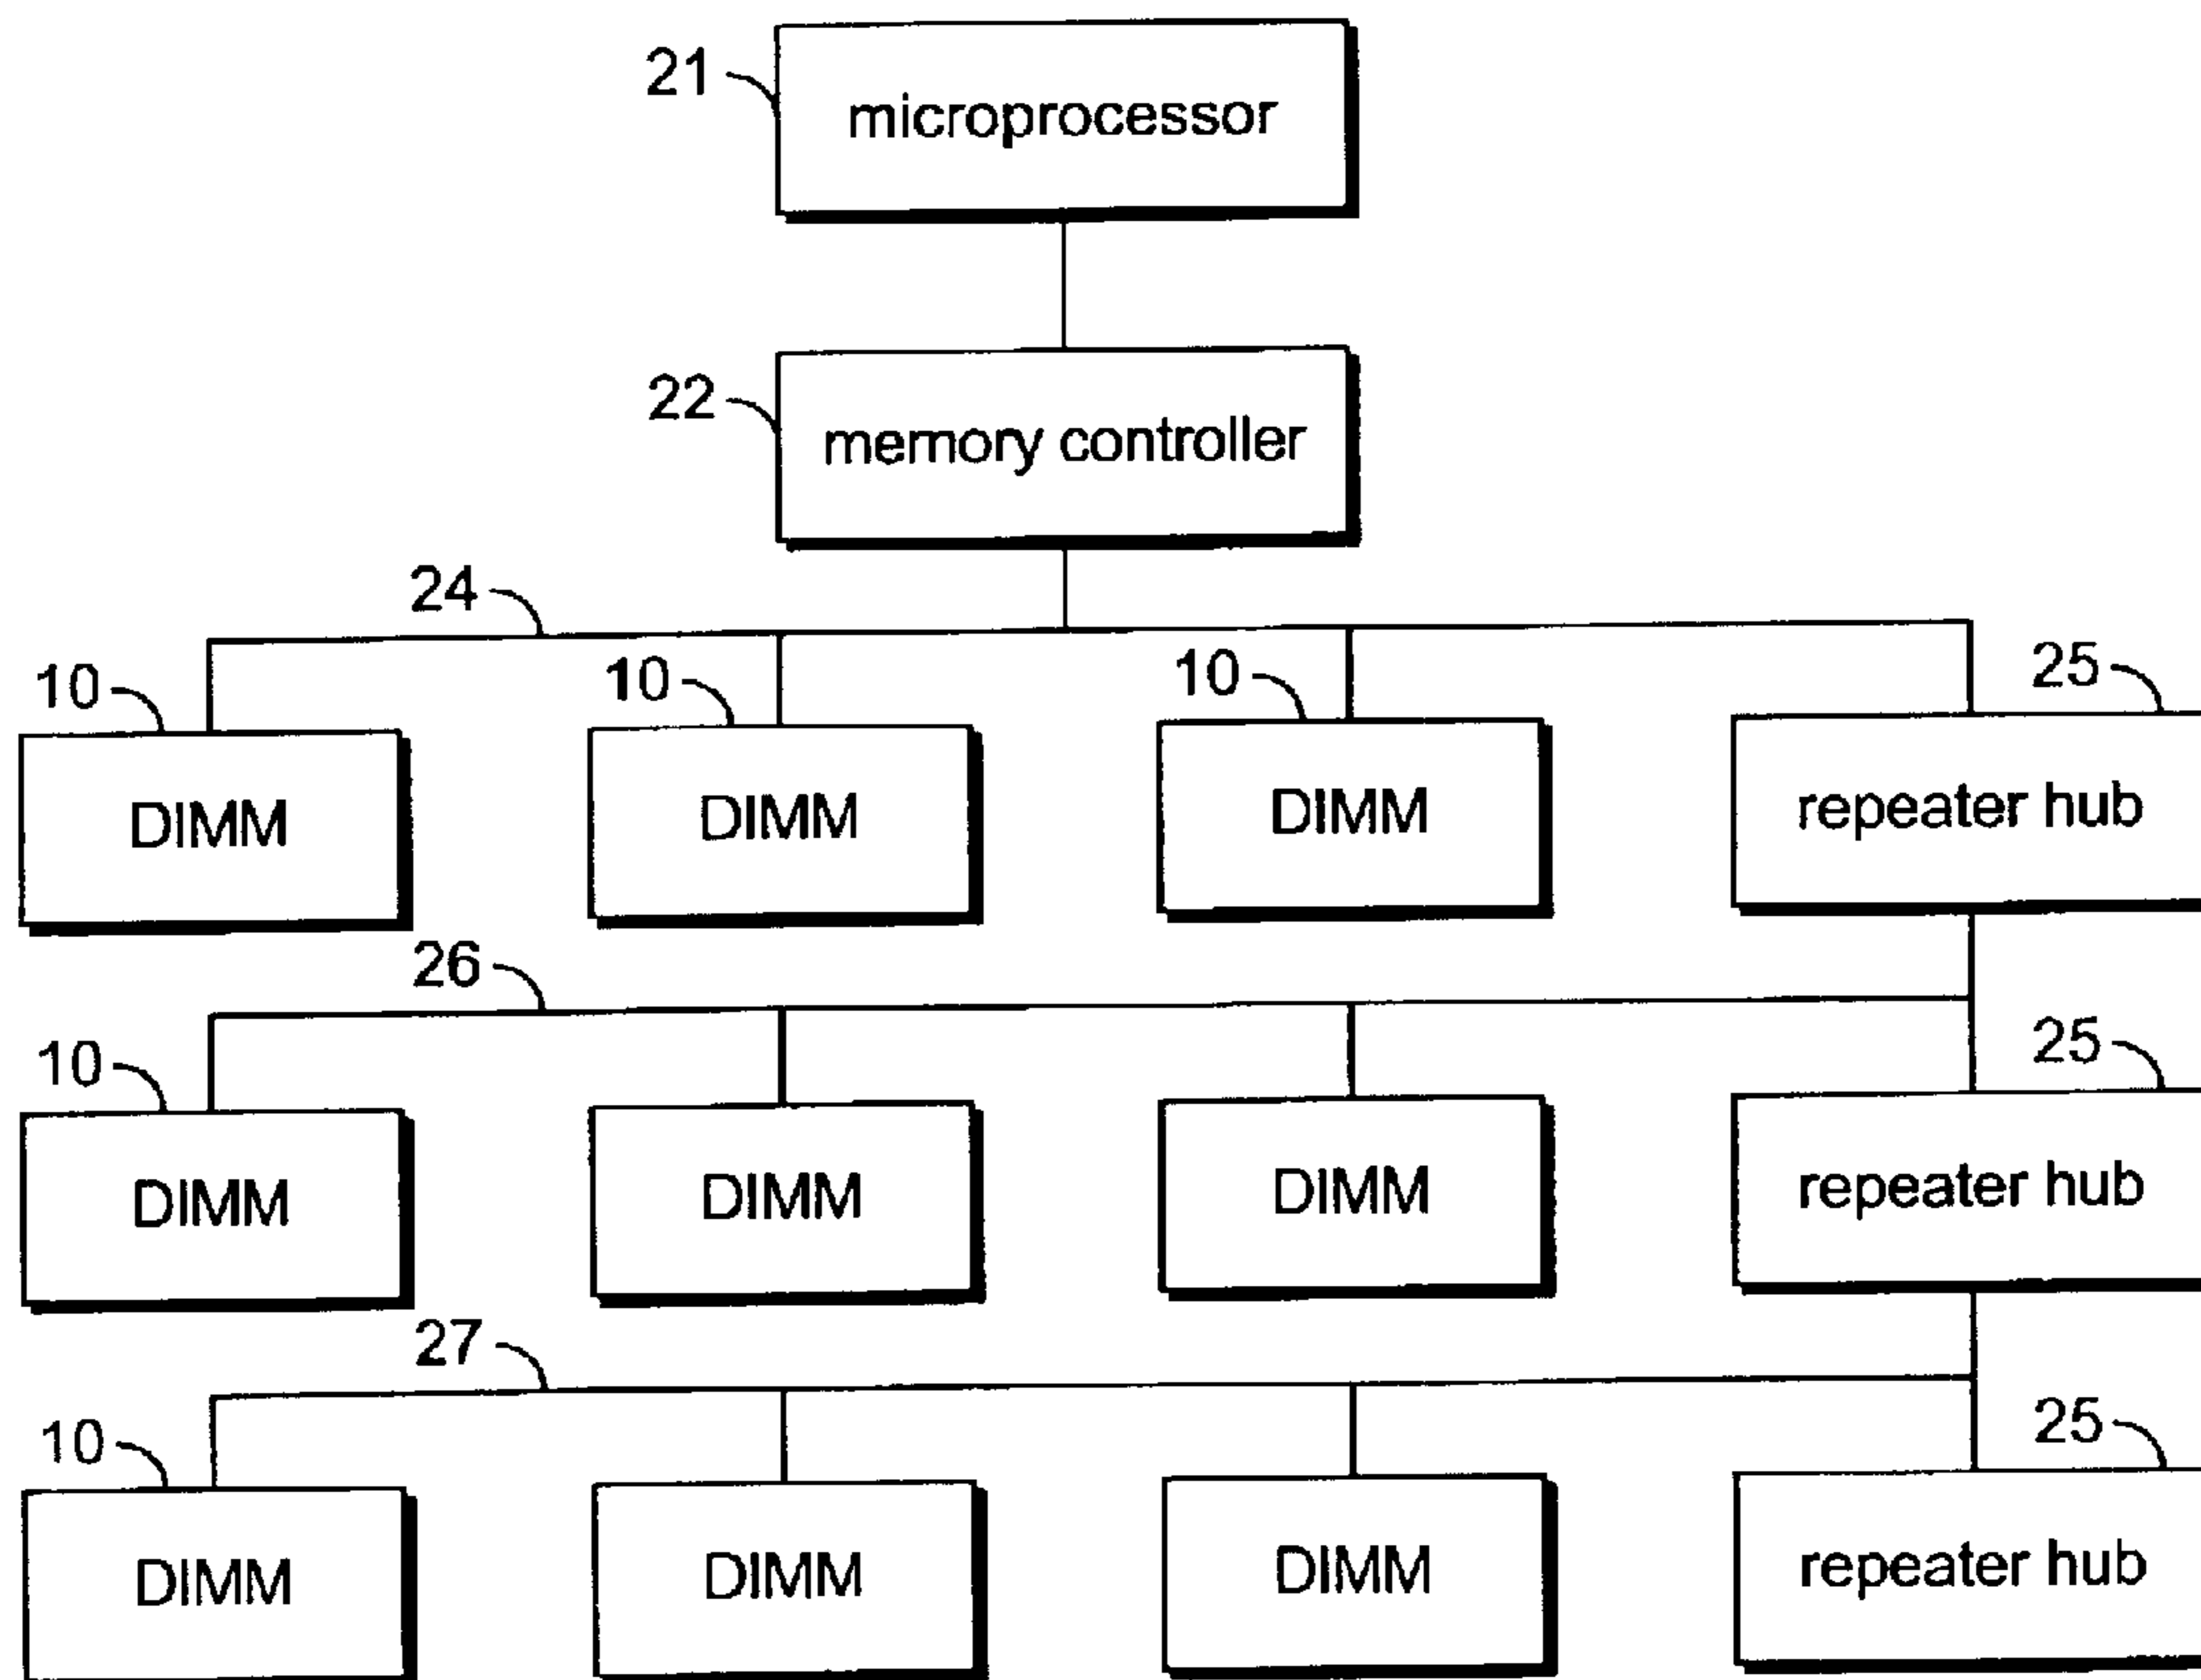 21
microprocessor
22
memory controller
24
10
10
10
25
DIMM
DIMM
DIMM
repeater hub
26
10
25
DIMM
DIMM
DIMM
repeater hub
27
10
25
DIMM
DIMM
DIMM
repeater hub